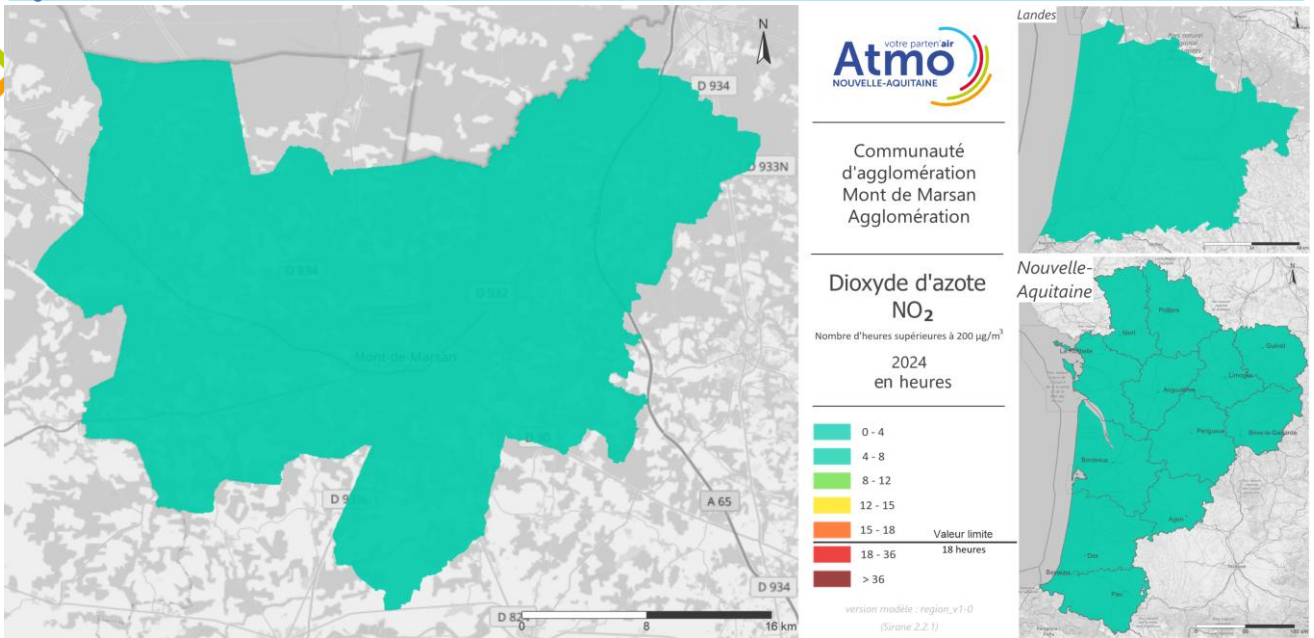 N
D 934
D 933N
D 834
D 932
Mont-de-Marsan
A 65
D 934
0
8
16 km
votre parten'air
Atmo
NOUVELLE-AQUITAINE
Communauté
d'agglomération
Mont de Marsan
Agglomération
Dioxyde d'azote
NO₂
Nombre d'heures supérieures à 200 µg/m³
2024
en heures
0 - 4
4 - 8
8 - 12
12 - 15
15 - 18
Valeur limite
18 heures
18 - 36
> 36
version modèle : region_v1-0
(Sirane 2.2.1)
Landes
Nouvelle-
Aquitaine
N
Poitiers
Niort
La Rochelle
Guéret
Limoges
Angoulême
Périgueux
Brive-la-Gaillarde
Bordeaux
Agen
Dax
Bayonne
Pau